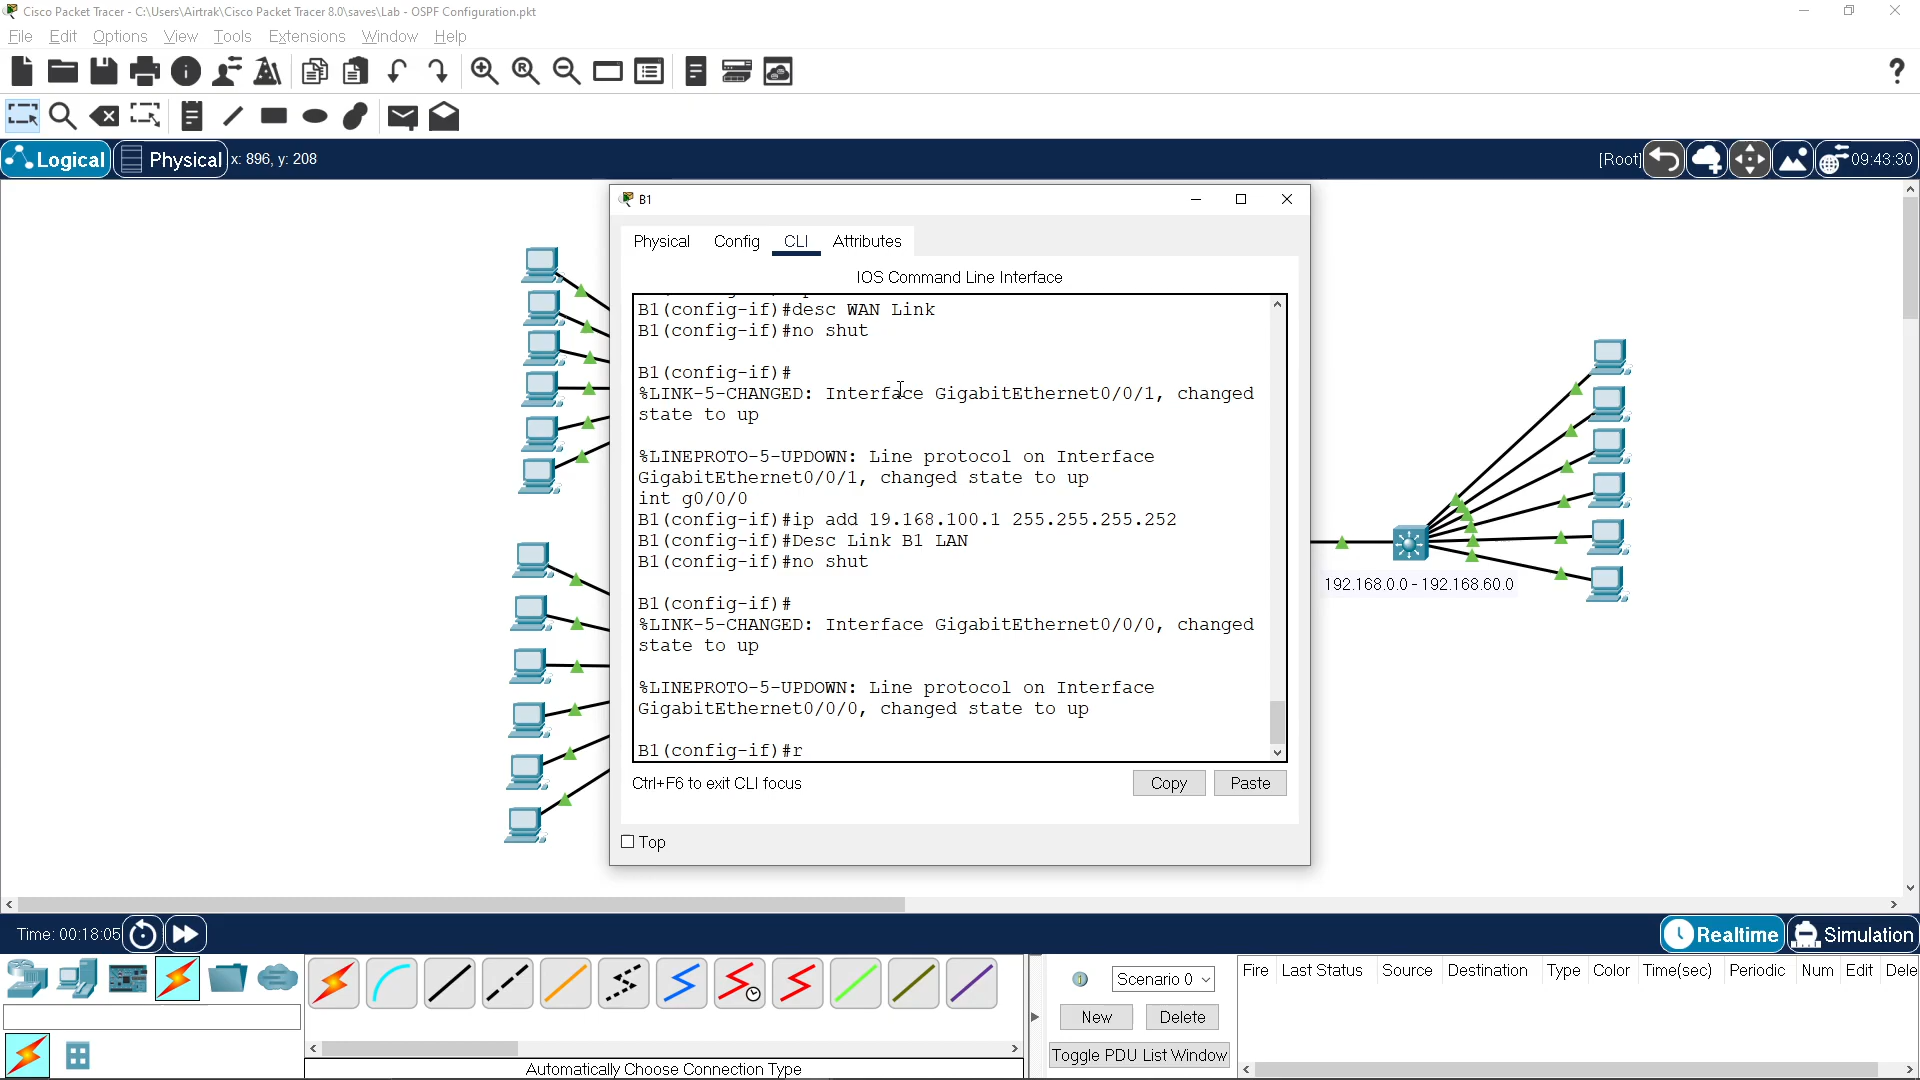 Cisco Packet Tracer - C:\Users\Airtrak\Cisco Packet Tracer 8.0\saves\Lab - OSPF Configuration.pkt
File Edit Options View Tools Extensions Window Help
?
Logical Physical x: 896, y: 208 [Root] 09:43:30
B1
Physical Config CLI Attributes
IOS Command Line Interface
B1(config-if)#desc WAN Link
B1(config-if)#no shut
B1(config-if)#
%LINK-5-CHANGED: Interface GigabitEthernet0/0/1, changed
state to up
%LINEPROTO-5-UPDOWN: Line protocol on Interface
GigabitEthernet0/0/1, changed state to up
int g0/0/0
B1(config-if)#ip add 19.168.100.1 255.255.255.252
B1(config-if)#Desc Link B1 LAN
B1(config-if)#no shut
B1(config-if)#
%LINK-5-CHANGED: Interface GigabitEthernet0/0/0, changed
state to up
%LINEPROTO-5-UPDOWN: Line protocol on Interface
GigabitEthernet0/0/0, changed state to up
B1(config-if)#r
Ctrl+F6 to exit CLI focus
Copy Paste
Top
192.168.0.0 - 192.168.60.0
Time: 00:18:05
Realtime Simulation
Scenario 0
New Delete
Toggle PDU List Window
Fire Last Status Source Destination Type Color Time(sec) Periodic Num Edit Dele
Automatically Choose Connection Type